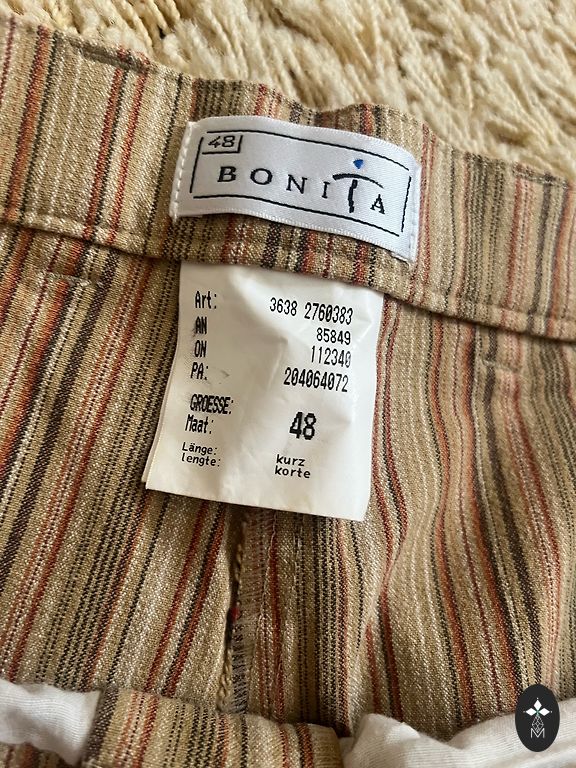 48
BONITA
Art: 3638 2760383
AN 85849
ON 112340
PA: 204064072
GROESSE:
Maat: 48
Länge: kurz
lengte: korte